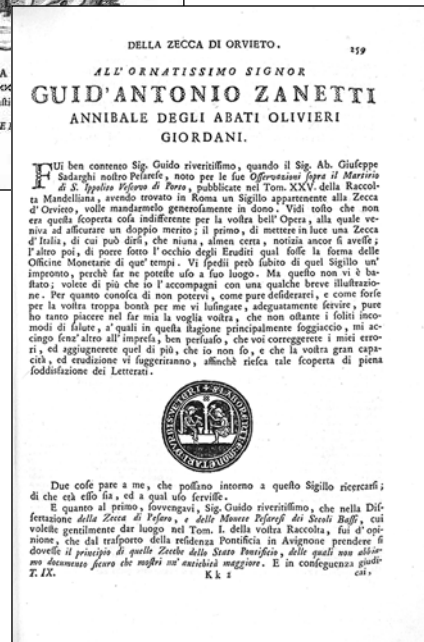 DELLA ZECCA DI ORVIETO.
259
ALL' ORNATISSIMO SIGNOR
GUID' ANTONIO ZANETTI
ANNIBALE DEGLI ABATI OLIVIERI
GIORDANI.
FUi ben contento Sig. Guido riveritiſſimo, quando il Sig. Ab. Giuſeppe
Sadarghi noſtro Peſareſe, noto per le ſue Oſſervazioni ſopra il Martirio
di S. Ippolito Veſcovo di Porto, pubblicate nel Tom. XXV. della Raccol-
ta Mandelliana, avendo trovato in Roma un Sigillo appartenente alla Zecca
d' Orvieto, volle mandarmelo generoſamente in dono. Vidi toſto che non
era queſta ſcoperta coſa indifferente per la voſtra bell' Opera, alla quale ve-
niva ad aſſicurare un doppio merito; il primo, di mettere in luce una Zecca
d' Italia, di cui può dirſi, che niuna, almen certa, notizia ancor ſi aveſſe;
l' altro poi, di porre ſotto l' occhio degli Eruditi qual foſſe la forma delle
Officine Monetarie di que' tempi. Vi ſpedii però ſubito di quel Sigillo un'
impronto, perchè far ne poteſte uſo a ſuo luogo. Ma queſto non vi è ba-
ſtato; volete di più che io l' accompagni con una qualche breve illuſtrazio-
ne. Per quanto conoſca di non potervi, come pure deſiderarei, e come forſe
per la voſtra troppa bontà per me vi luſingate, adeguatamente ſervire, pure
ho tanto piacere nel far mia la voglia voſtra, che non oſtante i ſoliti inco-
modi di ſalute, a' quali in queſta ſtagione principalmente ſoggiaccio, mi ac-
cingo ſenz' altro all' impreſa, ben perſuaſo, che voi correggerete i miei erro-
ri, ed aggiugnerete quel di più, che io non ſo, e che la voſtra gran capa-
cità, ed erudizione vi ſuggeriranno, affinchè rieſca tale ſcoperta di piena
ſoddisfazione dei Letterati.
Due coſe pare a me, che poſſano intorno a queſto Sigillo ricercarſi;
di che età eſſo ſia, ed a qual uſo ſerviſſe.
E quanto al primo, ſovvengavi, Sig. Guido riveritiſſimo, che nella Diſ-
ſertazione della Zecca di Peſaro, e delle Monete Peſareſi dei Secoli Baſſi, cui
voleſte gentilmente dar luogo nel Tom. I. della voſtra Raccolta, fui d' opi-
nione, che dal traſporto della reſidenza Pontificia in Avignone prendere ſi
doveſſe il principio di quelle Zecche dello Stato Pontificio, delle quali non abbia-
mo documento ſicuro che moſtri un' antichità maggiore. E in conſeguenza giudi-
T. IX.
K k 2
cai,